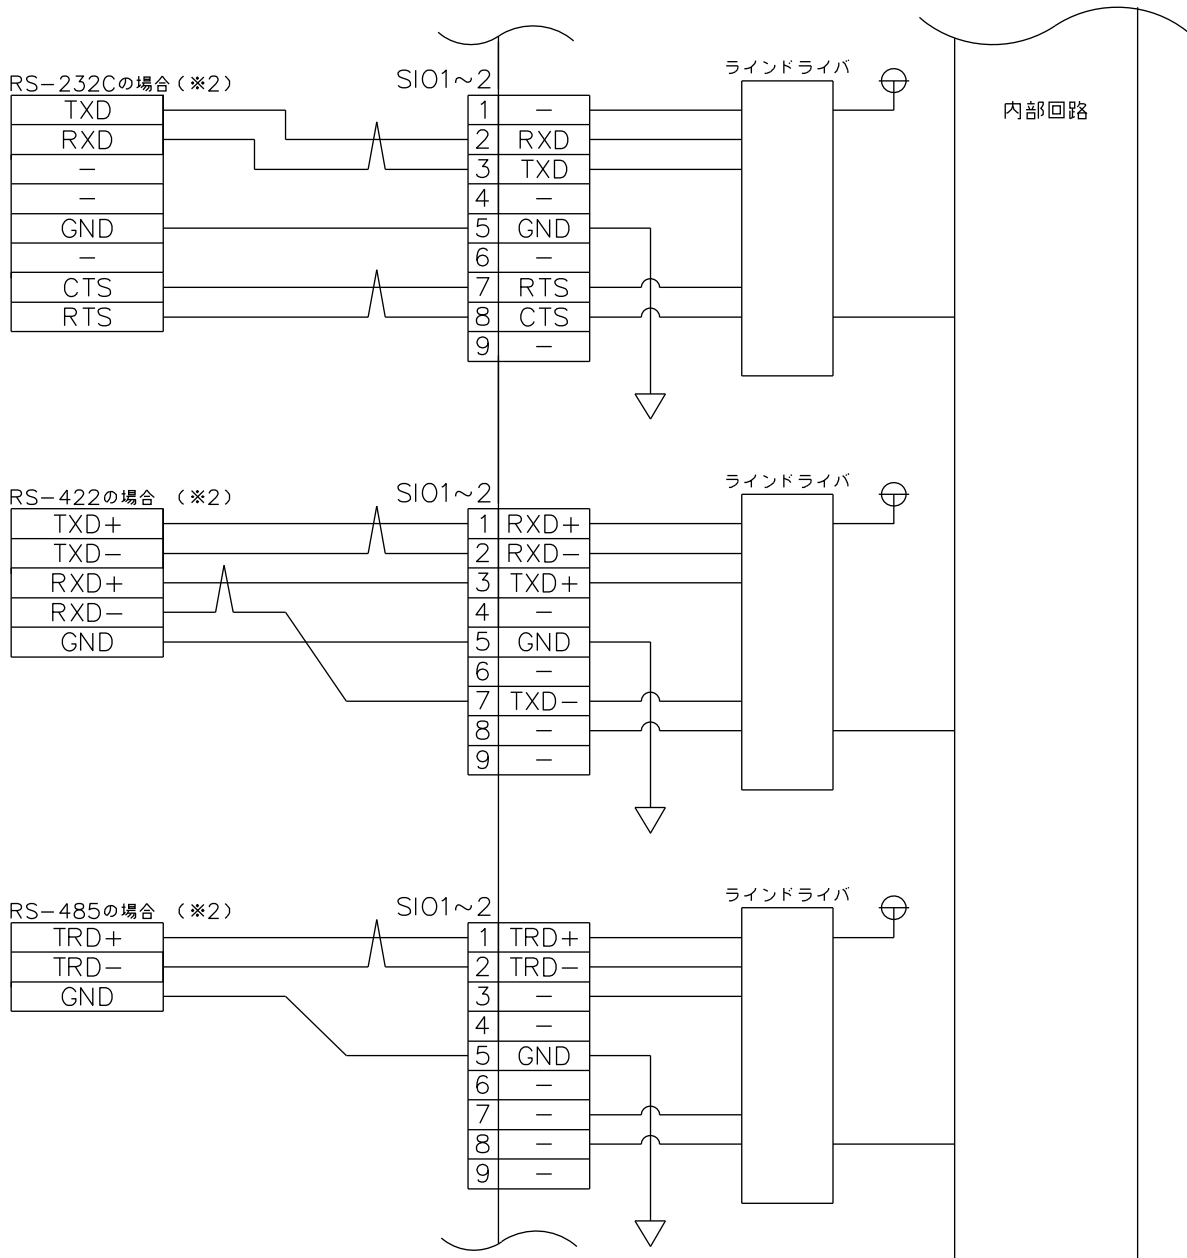 RS-232Cの場合(※2)
SIO1~2
ラインドライバ
内部回路
TXD
RXD
-
-
GND
-
CTS
RTS
1 -
2 RXD
3 TXD
4 -
5 GND
6 -
7 RTS
8 CTS
9 -
RS-422の場合 (※2)
SIO1~2
ラインドライバ
TXD+
TXD-
RXD+
RXD-
GND
1 RXD+
2 RXD-
3 TXD+
4 -
5 GND
6 -
7 TXD-
8 -
9 -
RS-485の場合 (※2)
SIO1~2
ラインドライバ
TRD+
TRD-
GND
1 TRD+
2 TRD-
3 -
4 -
5 GND
6 -
7 -
8 -
9 -